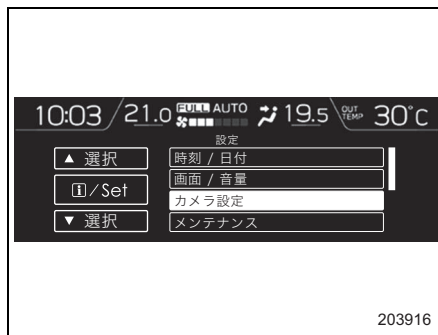 10:03 / 21.0 FULL AUTO 19.5 OUT TEMP 30°C
設定
▲ 選択
時刻 / 日付
画面 / 音量
i/Set
カメラ設定
▼ 選択
メンテナンス
203916